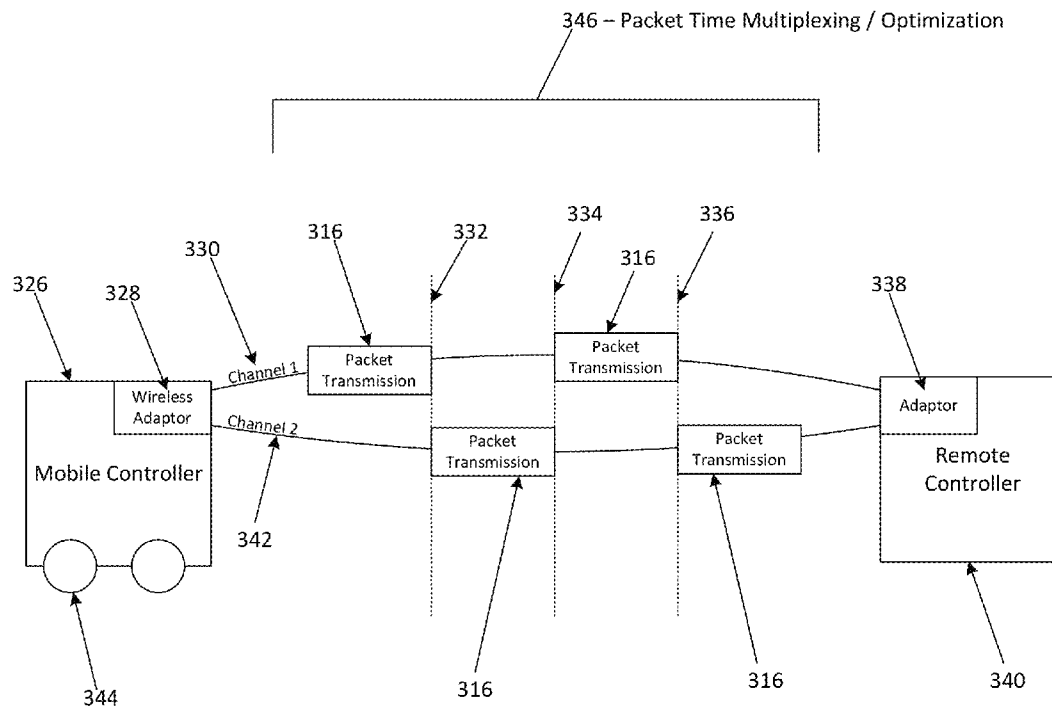 346 – Packet Time Multiplexing / Optimization
334
336
316
332
316
330
326
328
338
Channel 1
Packet
Transmission
Packet
Transmission
Wireless
Adaptor
Adaptor
Channel 2
Packet
Transmission
Packet
Transmission
Mobile Controller
Remote
Controller
342
344
316
316
340